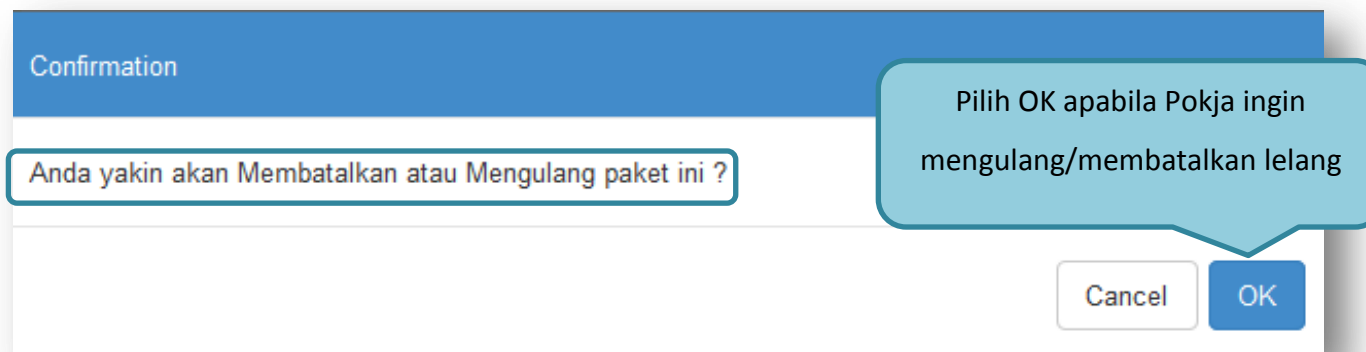 Confirmation
Pilih OK apabila Pokja ingin
mengulang/membatalkan lelang
Anda yakin akan Membatalkan atau Mengulang paket ini ?
Cancel
OK